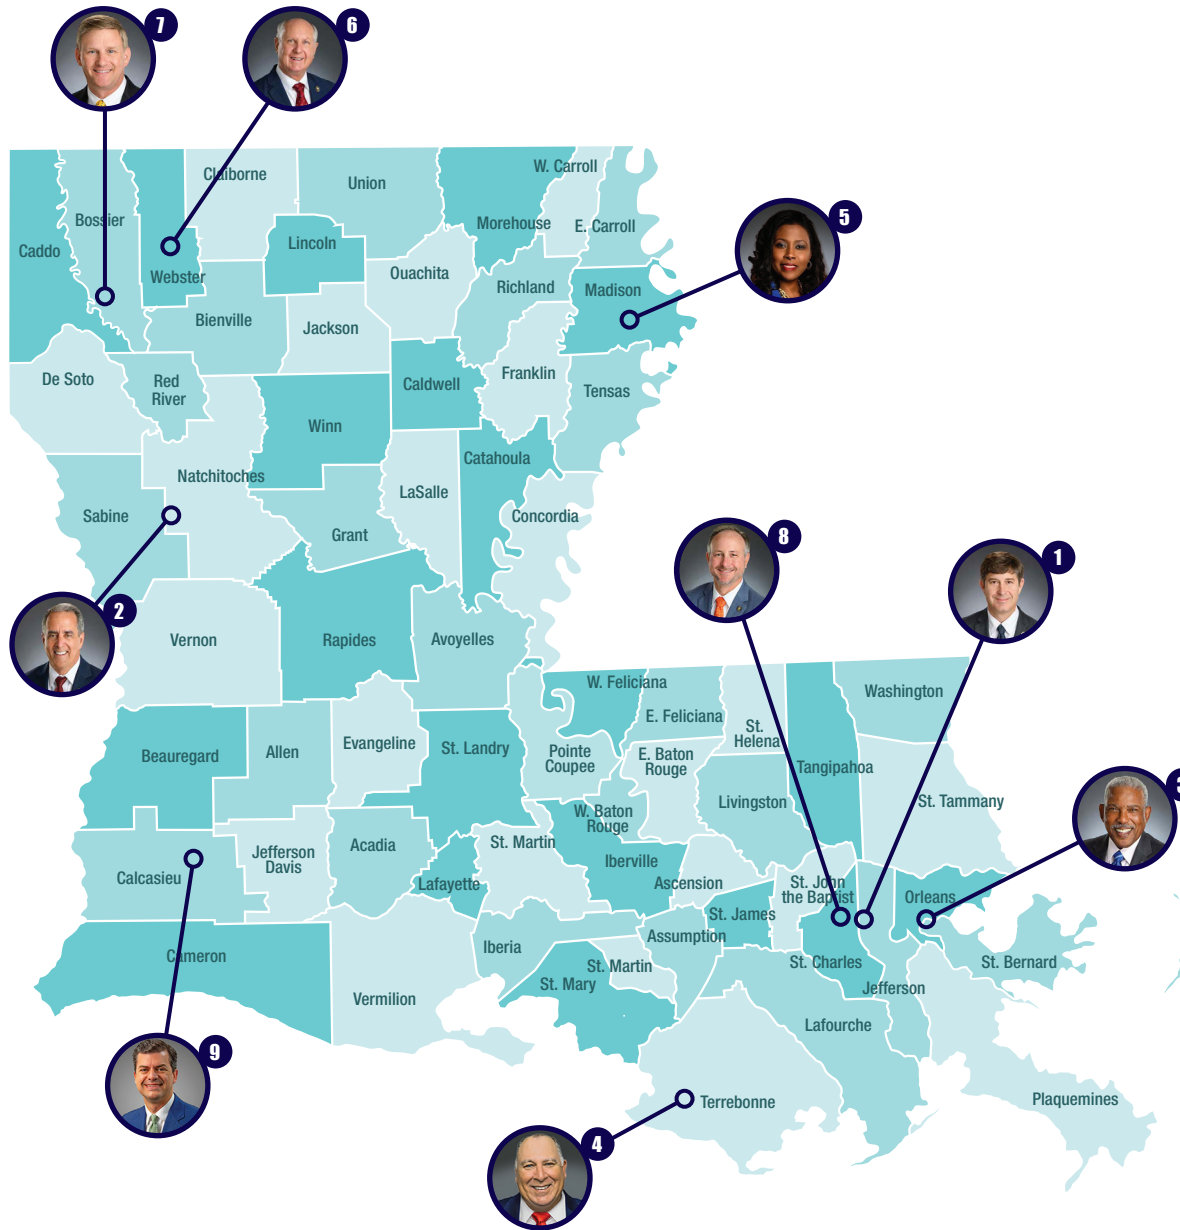 7
6
W. Carroll
Claiborne
Union
Bossier
Morehouse
E. Carroll
5
Caddo
Lincoln
Webster
Ouachita
Richland
Madison
Bienville
Jackson
De Soto
Red
River
Caldwell
Franklin
Tensas
Winn
Natchitoches
Catahoula
LaSalle
Sabine
Grant
Concordia
8
1
2
Vernon
Rapides
Avoyelles
W. Feliciana
Washington
E. Feliciana
St.
Helena
Beauregard
Allen
Evangeline
St. Landry
Pointe
Coupee
E. Baton
Rouge
Tangipahoa
3
Livingston
St. Tammany
W. Baton
Rouge
Acadia
Jefferson
Davis
St. Martin
Iberville
Calcasieu
Lafayette
Ascension
St. John
the Baptist
Orleans
St. James
Assumption
Iberia
Cameron
St. Martin
St. Mary
St. Charles
St. Bernard
Jefferson
Vermilion
Lafourche
9
Terrebonne
Plaquemines
4